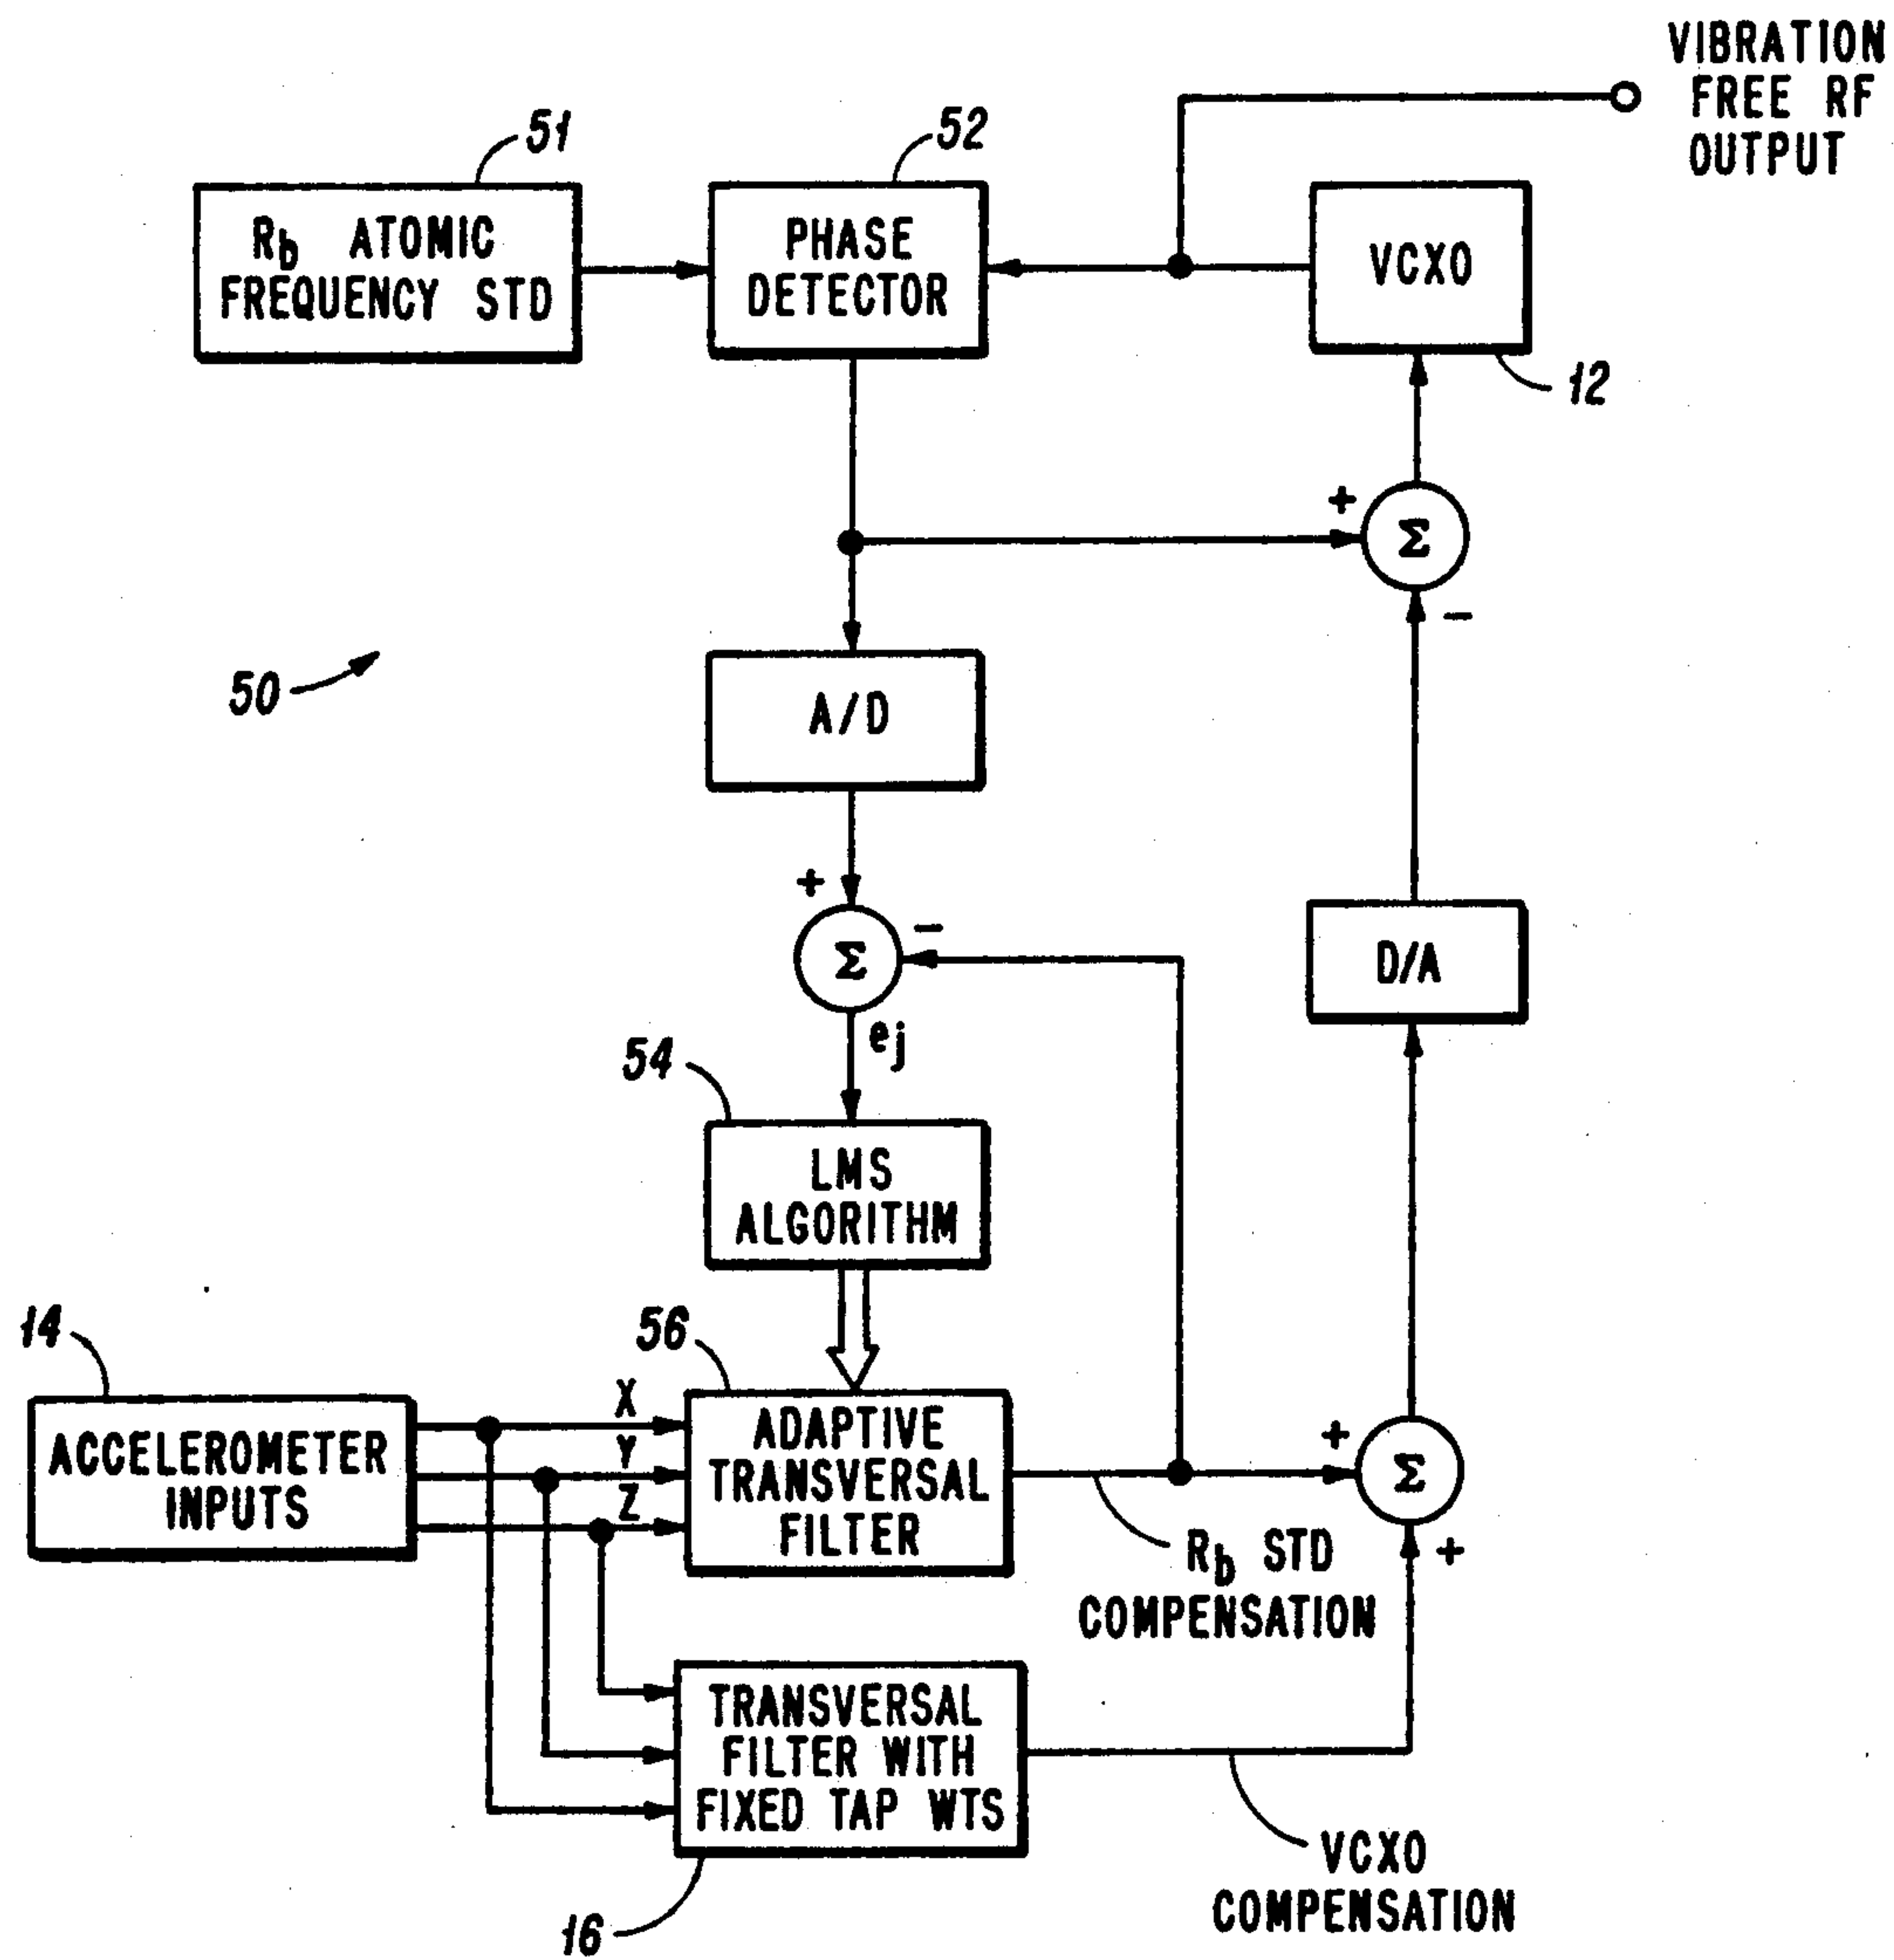 VIBRATION
FREE RF
OUTPUT
51
52
Rb ATOMIC
FREQUENCY STD
PHASE
DETECTOR
VCXO
12
+
Σ
-
50
A/D
+
-
Σ
D/A
ej
54
LMS
ALGORITHM
14
56
X
Y
Z
ACCELEROMETER
INPUTS
ADAPTIVE
TRANSVERSAL
FILTER
+
Σ
+
Rb STD
COMPENSATION
TRANSVERSAL
FILTER WITH
FIXED TAP WTS
16
VCXO
COMPENSATION